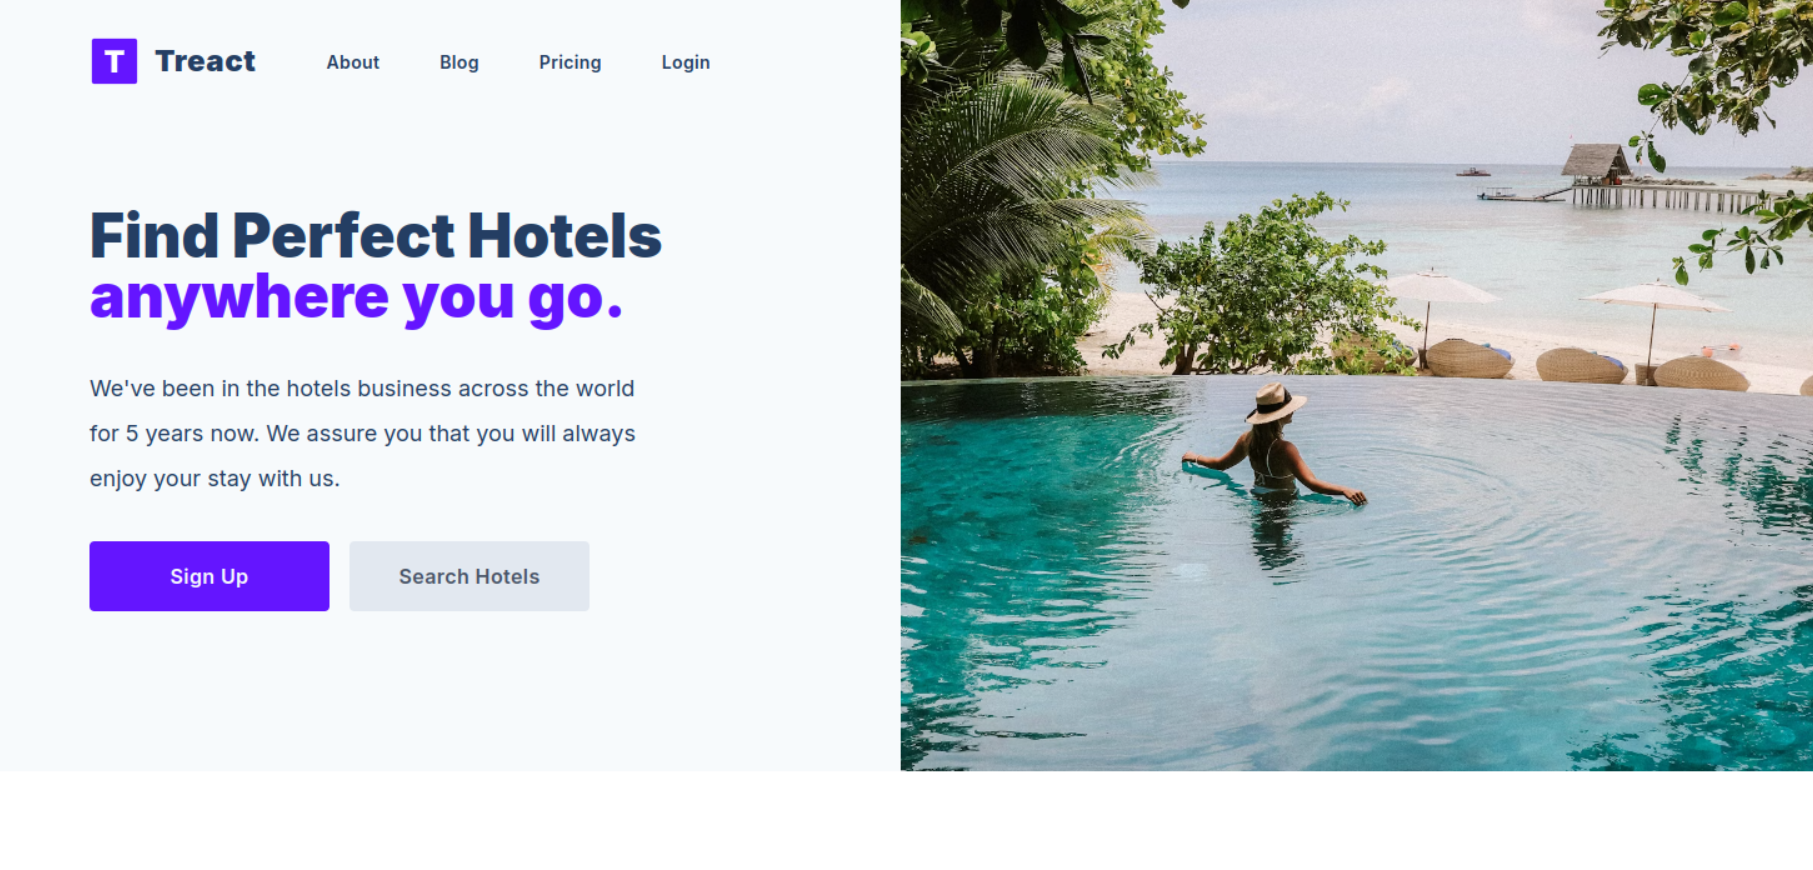 T Treact About Blog Pricing Login
Find Perfect Hotels
anywhere you go.
We've been in the hotels business across the world
for 5 years now. We assure you that you will always
enjoy your stay with us.
Sign Up Search Hotels